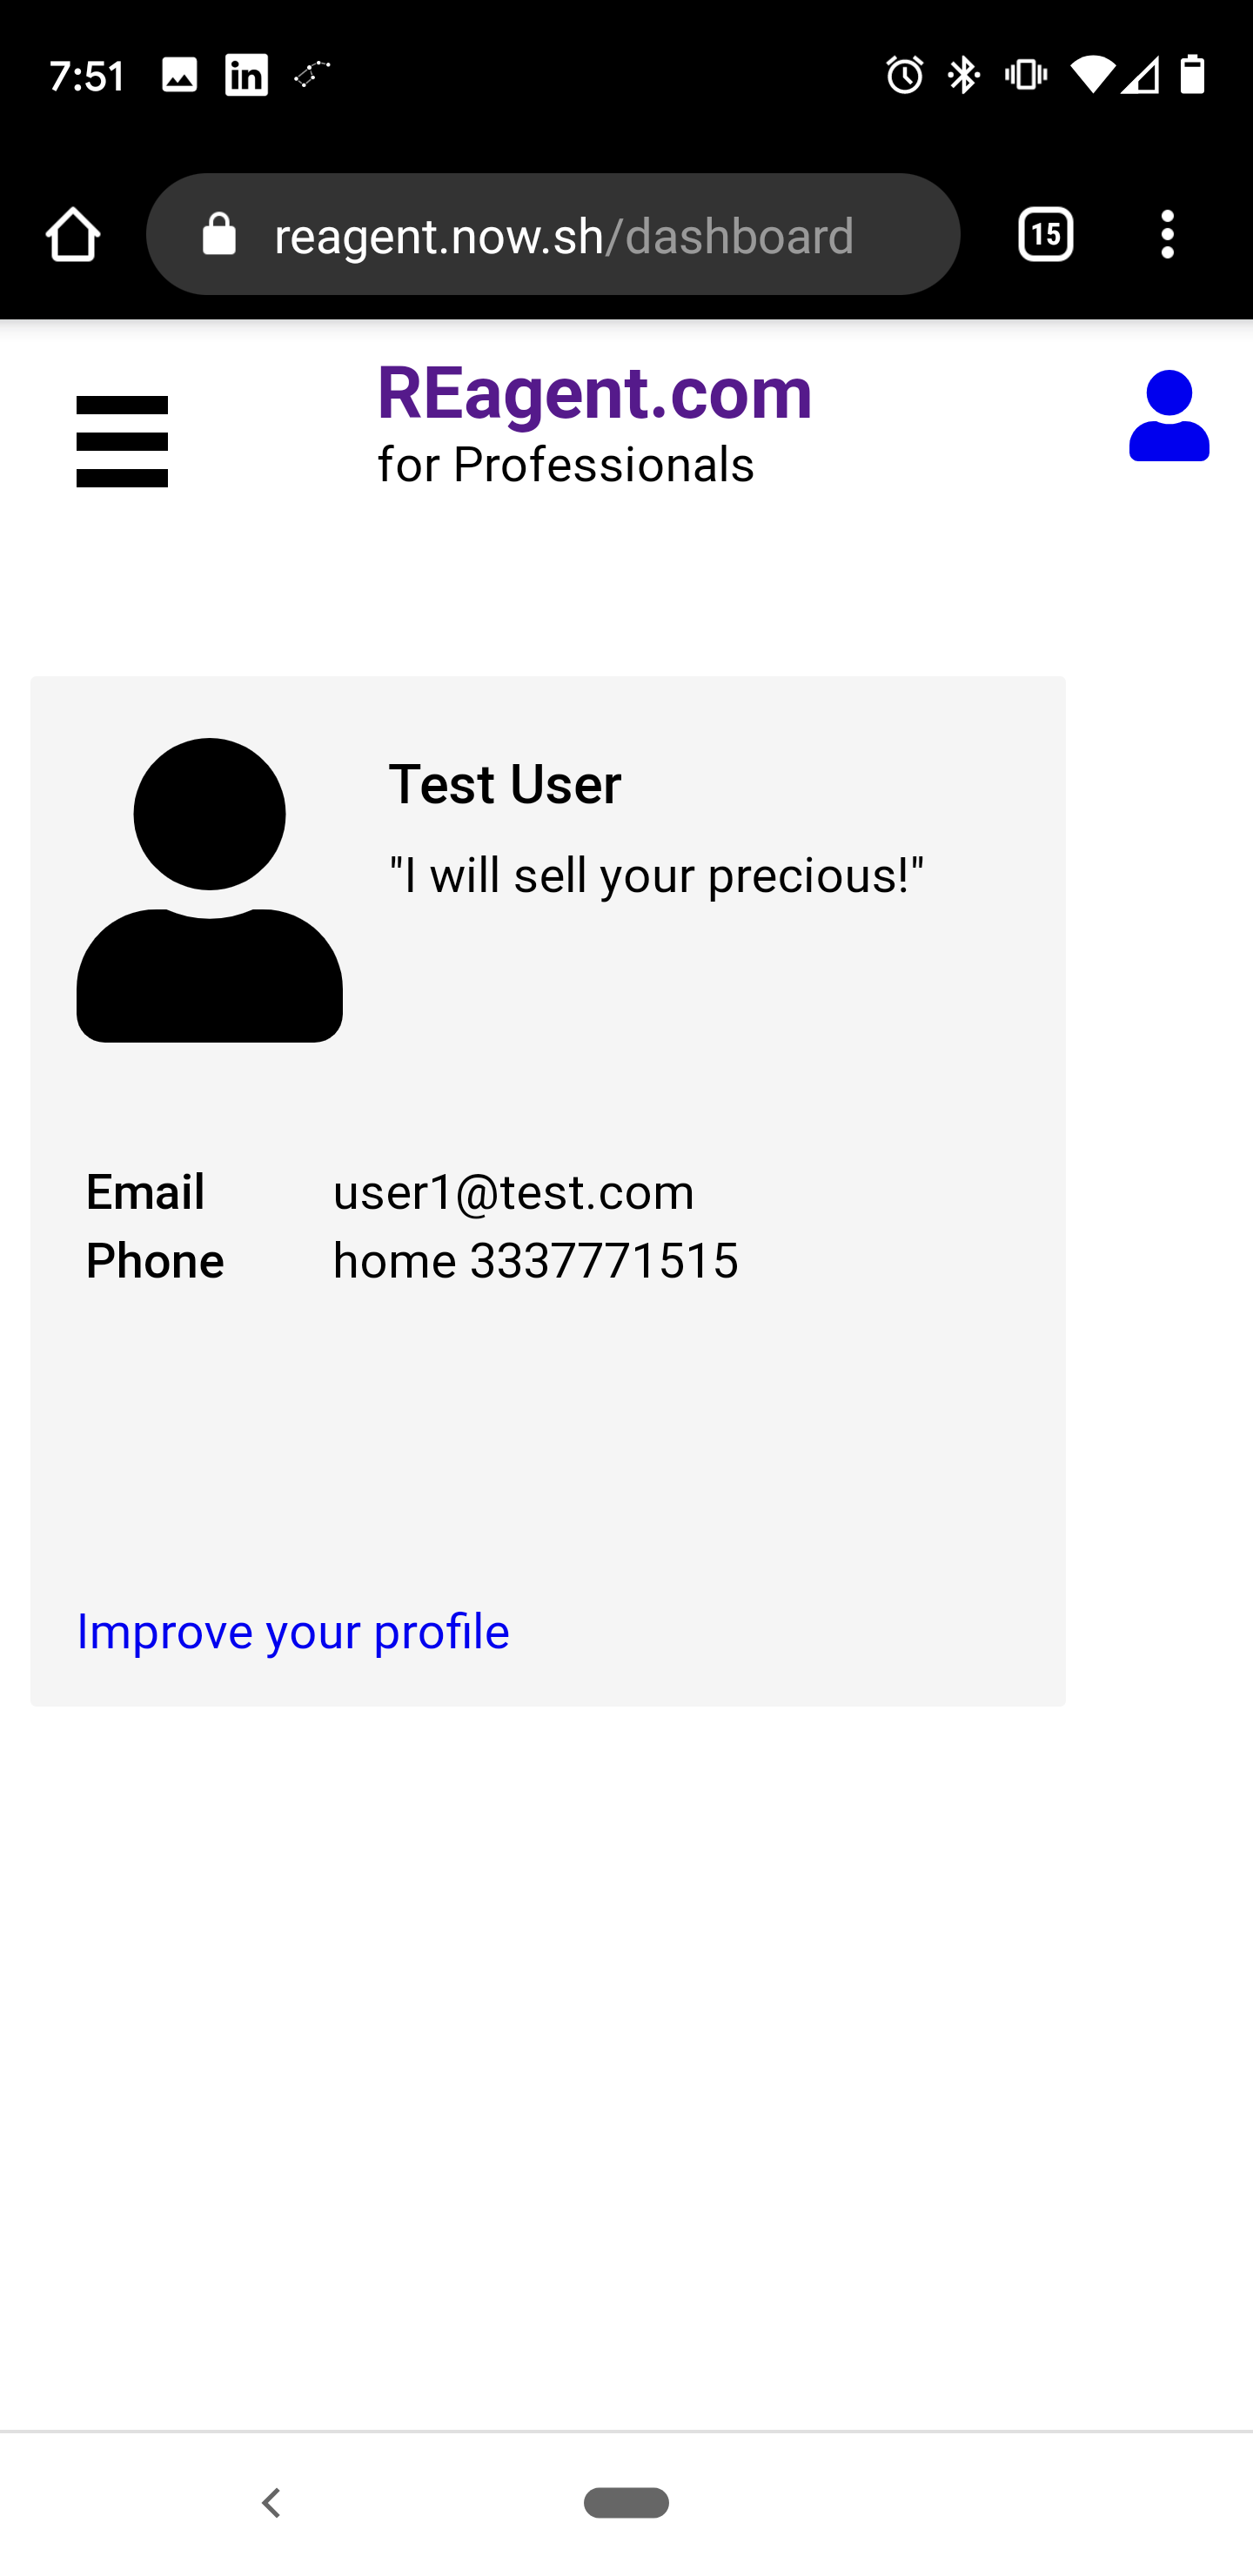 7:51
in
reagent.now.sh/dashboard
15
REagent.com
for Professionals
Test User
"I will sell your precious!"
Email user1@test.com
Phone home 3337771515
Improve your profile